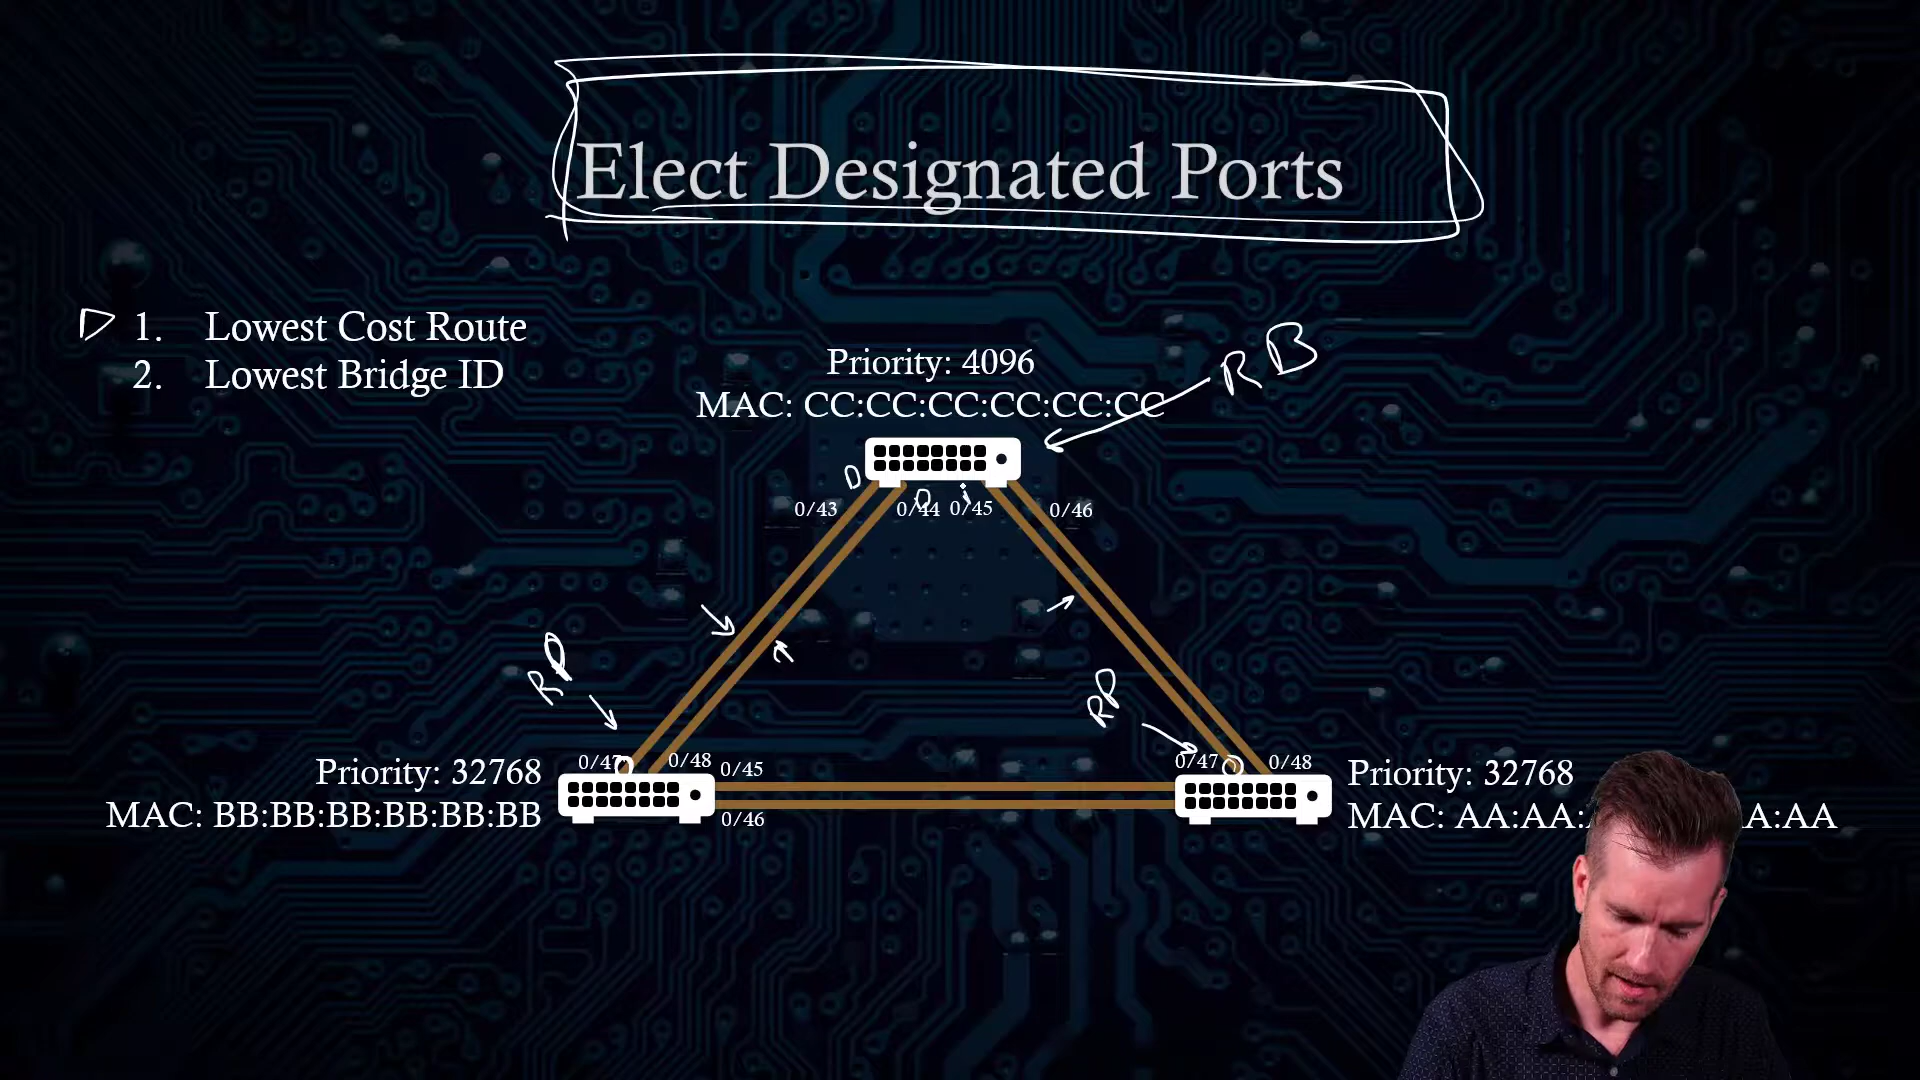 Elect Designated Ports
1. Lowest Cost Route
2. Lowest Bridge ID
R B
Priority: 4096
MAC: CC:CC:CC:CC:CC:CC
D
D
0/43
0/44
0/45
0/46
RP
RP
0/47
0/48
0/45
0/46
0/47
0/48
Priority: 32768
MAC: BB:BB:BB:BB:BB:BB
Priority: 32768
MAC: AA:AA: A:AA